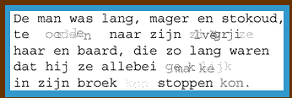 De man was lang, mager en stokoud,
te naar zijn
haar en baard, die zo lang waren
dat hij ze allebei
in zijn broek stoppen kon.